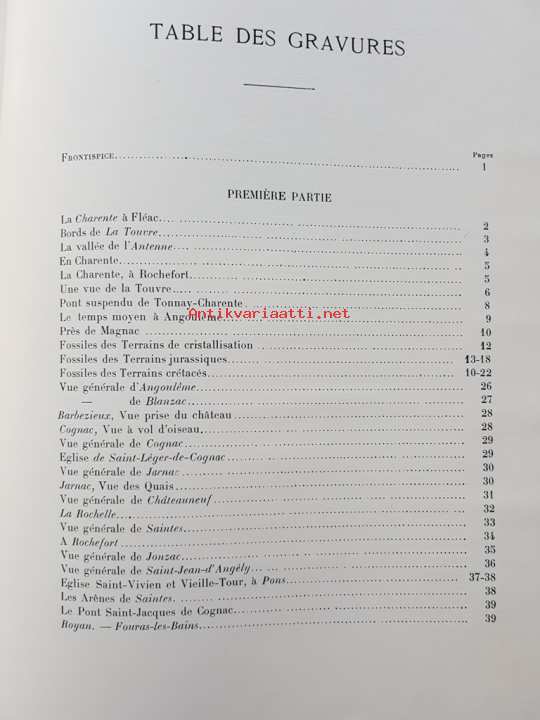 TABLE DES GRAVURES
Pages
FRONTISPICE 1
PREMIÈRE PARTIE
La Charente à Fléac 2
Bords de La Touvre 3
La vallée de l'Antenne 4
En Charente 5
La Charente, à Rochefort 5
Une vue de la Touvre 6
Pont suspendu de Tonnay-Charente 8
Antikvariaatti.net
Le temps moyen à Angoulême 9
Près de Magnac 10
Fossiles des Terrains de cristallisation 12
Fossiles des Terrains jurassiques 13-18
Fossiles des Terrains crétacés 10-22
Vue générale d'Angoulême 26
— de Blanzac 27
Barbezieux, Vue prise du château 28
Cognac, Vue à vol d'oiseau 28
Vue générale de Cognac 29
Eglise de Saint-Léger-de-Cognac 29
Vue générale de Jarnac 30
Jarnac, Vue des Quais 30
Vue générale de Châteauneuf 31
La Rochelle 32
Vue générale de Saintes 33
A Rochefort 34
Vue générale de Jonzac 35
Vue générale de Saint-Jean-d'Angély 36
Eglise Saint-Vivien et Vieille-Tour, à Pons 37-38
Les Arènes de Saintes 38
Le Pont Saint-Jacques de Cognac 39
Royan. — Fouras-les-Bains 39